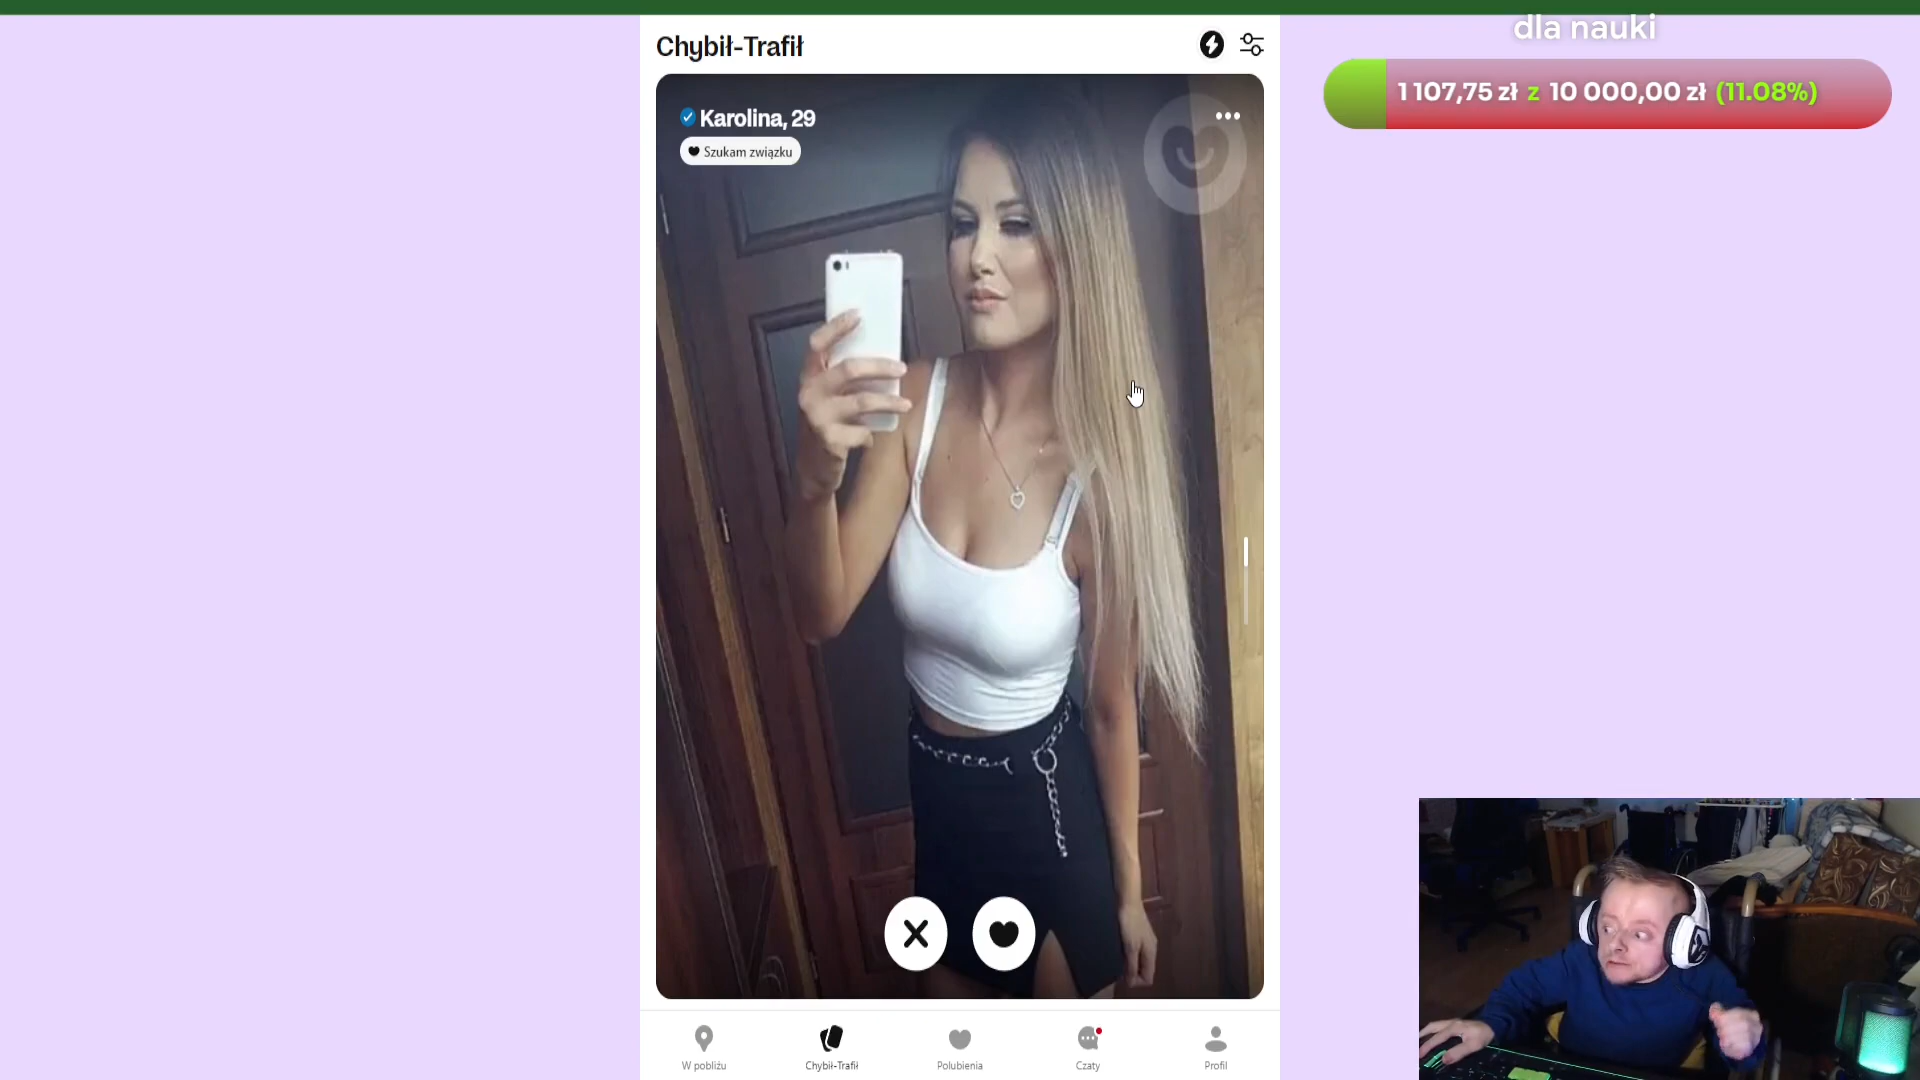 dla nauki
1 107,75 zł z 10 000,00 zł (11.08%)
Chybił-Trafił
Karolina, 29
Szukam związku
W pobliżu
Chybił-Trafił
Polubienia
Czaty
Profil